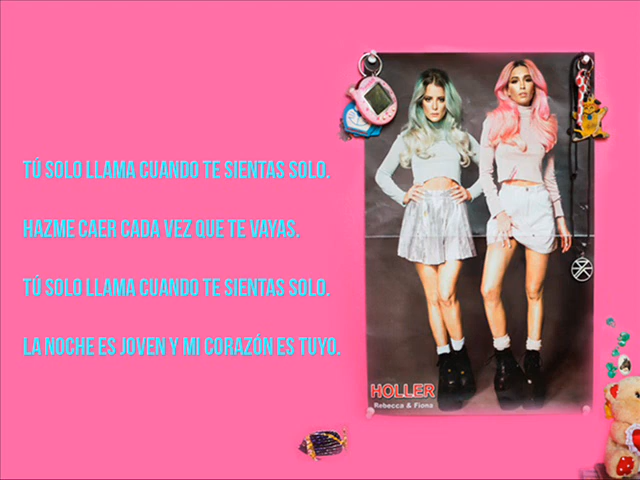 TÚ SOLO LLAMA CUANDO TE SIENTAS SOLO.
HAZME CAER CADA VEZ QUE TE VAYAS.
TÚ SOLO LLAMA CUANDO TE SIENTAS SOLO.
LA NOCHE ES JOVEN Y MI CORAZÓN ES TUYO.
HOLLER
Rebecca & Fiona